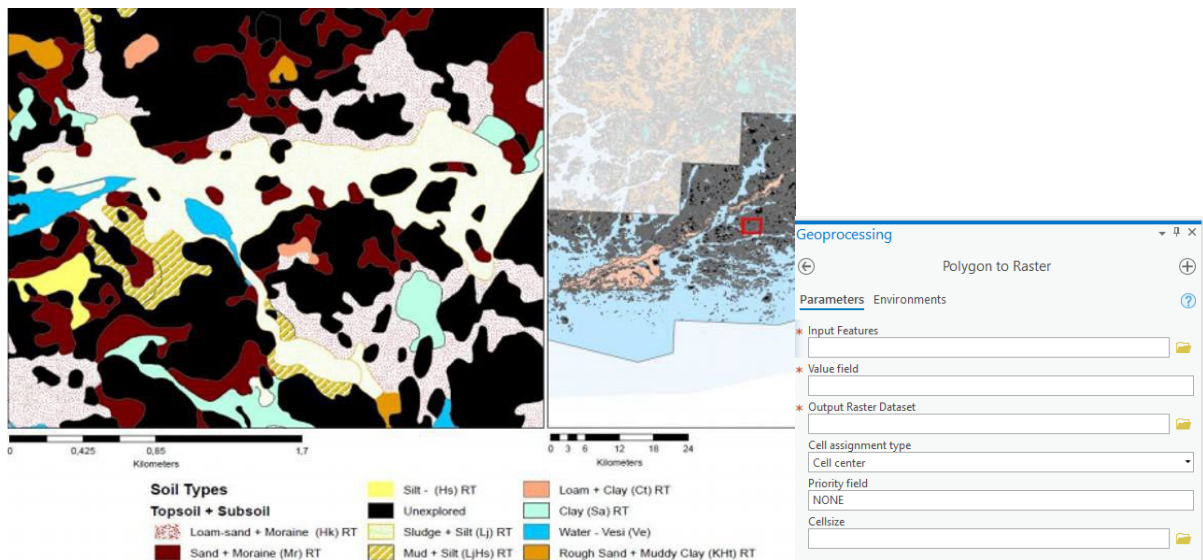 0 0,425 0,85 1,7
Kilometers
0 3 6 12 18 24
Kilometers
Soil Types
Topsoil + Subsoil
Loam-sand + Moraine (Hk) RT
Sand + Moraine (Mr) RT
Silt - (Hs) RT
Unexplored
Sludge + Silt (Lj) RT
Mud + Silt (LjHs) RT
Loam + Clay (Ct) RT
Clay (Sa) RT
Water - Vesi (Ve)
Rough Sand + Muddy Clay (KHt) RT
Geoprocessing
Polygon to Raster
Parameters Environments
* Input Features
* Value field
* Output Raster Dataset
Cell assignment type
Cell center
Priority field
NONE
Cellsize